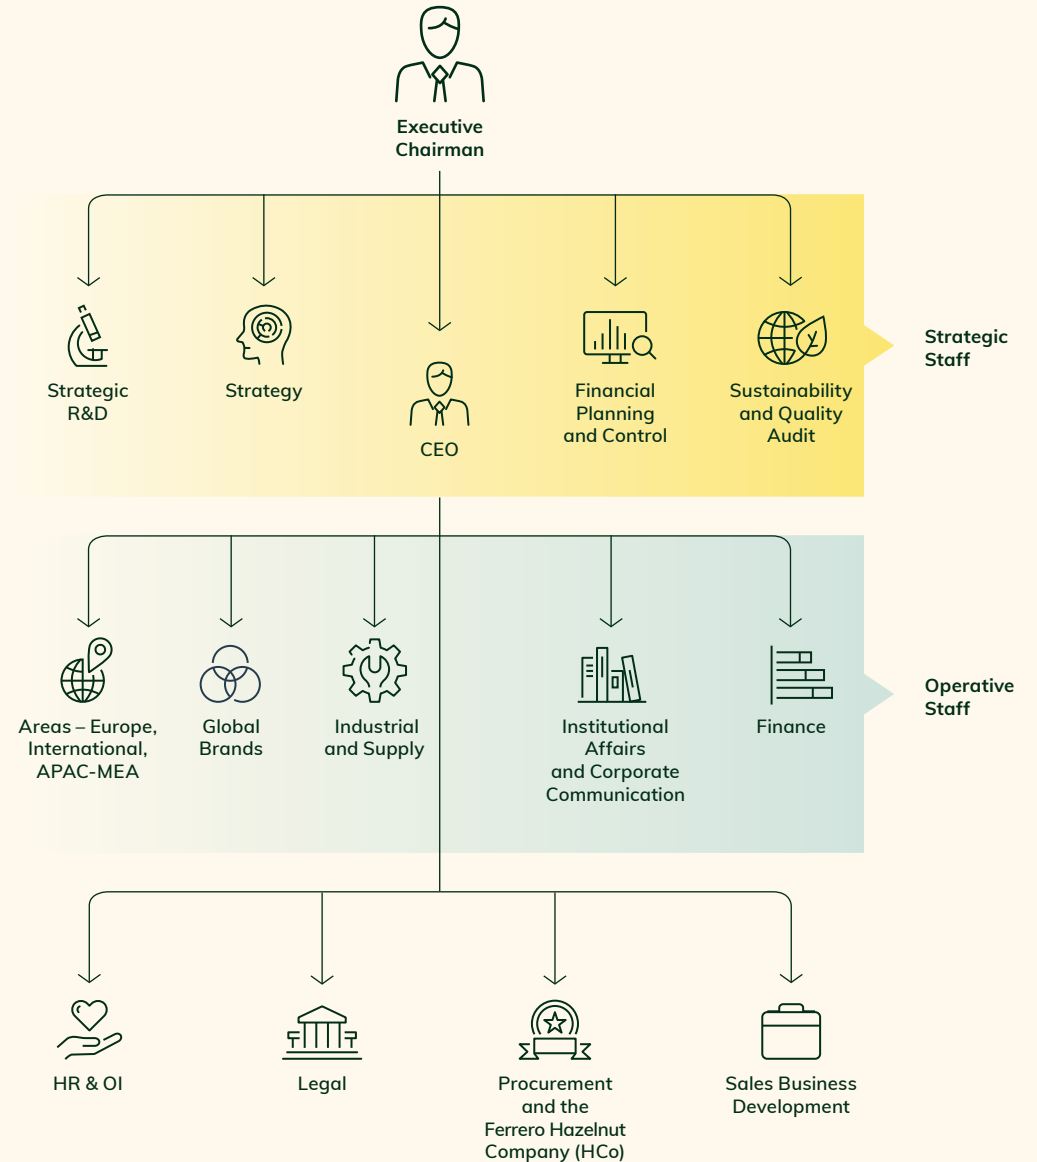 Executive
Chairman
Strategic
R&D
Strategy
CEO
Financial
Planning
and Control
Sustainability
and Quality
Audit
Strategic
Staff
Areas – Europe,
International,
APAC-MEA
Global
Brands
Industrial
and Supply
Institutional
Affairs
and Corporate
Communication
Finance
Operative
Staff
HR & OI
Legal
Procurement
and the
Ferrero Hazelnut
Company (HCo)
Sales Business
Development